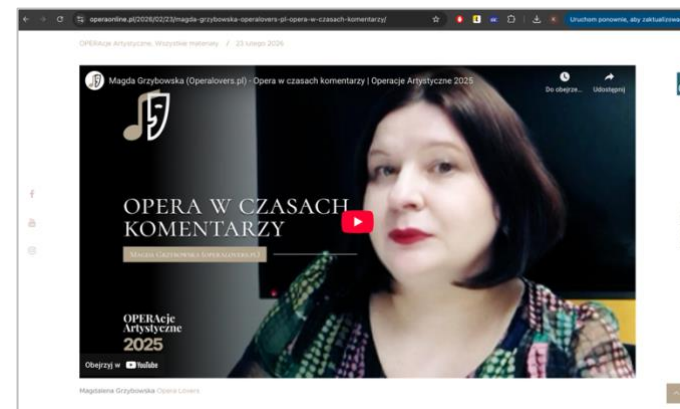 operaonline.pl/2026/02/23/magda-grzybowska-operalovers-pl-opera-w-czasach-komentarzy/
Uruchom ponownie, aby zaktualizowa
OPERAcje Artystyczne, Wszystkie materiały / 23 lutego 2026
Magda Grzybowska (Operalovers.pl) - Opera w czasach komentarzy | Operacje Artystyczne 2025
Do obejrze...
Udostępnij
OPERA W CZASACH
KOMENTARZY
Magda Grzybowska (operalovers.pl)
OPERAcje
Artystyczne
2025
Obejrzyj w YouTube
Magdalena Grzybowska Opera Lovers